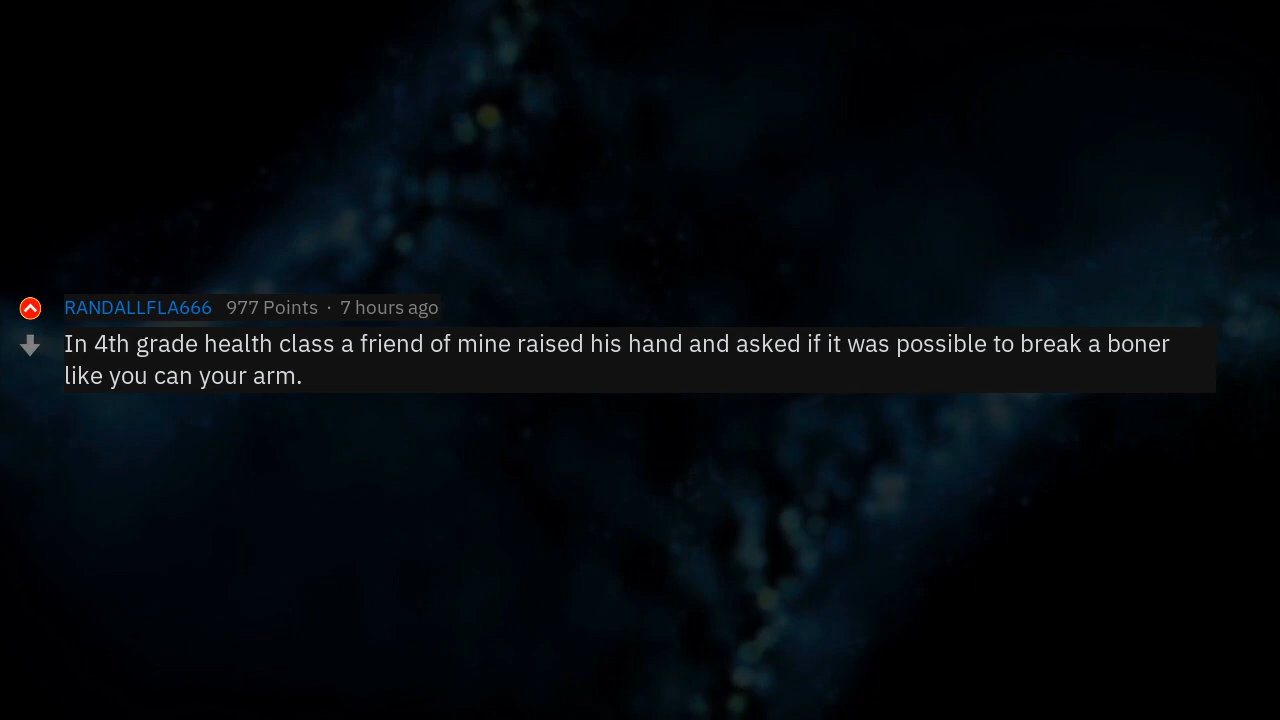 RANDALLFLA666 977 Points · 7 hours ago
In 4th grade health class a friend of mine raised his hand and asked if it was possible to break a boner
like you can your arm.